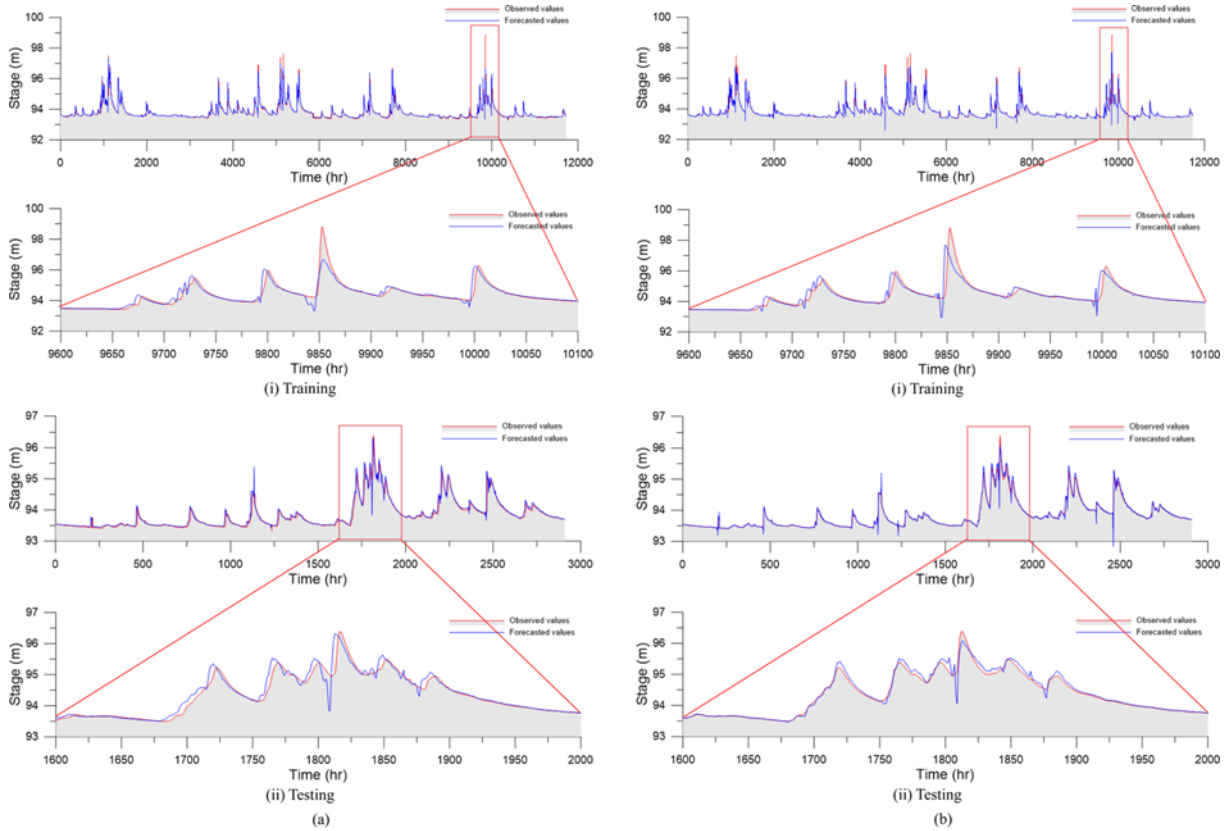 100
98
96
94
92
Stage (m)
Observed values
Forecasted values
0 2000 4000 6000 8000 10000 12000
Time (hr)
100
98
96
94
92
Stage (m)
Observed values
Forecasted values
9600 9650 9700 9750 9800 9850 9900 9950 10000 10050 10100
Time (hr)
(i) Training
97
96
95
94
93
Stage (m)
Observed values
Forecasted values
0 500 1000 1500 2000 2500 3000
Time (hr)
97
96
95
94
93
Stage (m)
Observed values
Forecasted values
1600 1650 1700 1750 1800 1850 1900 1950 2000
Time (hr)
(ii) Testing
(a)
100
98
96
94
92
Stage (m)
Observed values
Forecasted values
0 2000 4000 6000 8000 10000 12000
Time (hr)
100
98
96
94
92
Stage (m)
Observed values
Forecasted values
9600 9650 9700 9750 9800 9850 9900 9950 10000 10050 10100
Time (hr)
(i) Training
97
96
95
94
93
Stage (m)
Observed values
Forecasted values
0 500 1000 1500 2000 2500 3000
Time (hr)
97
96
95
94
93
Stage (m)
Observed values
Forecasted values
1600 1650 1700 1750 1800 1850 1900 1950 2000
Time (hr)
(ii) Testing
(b)